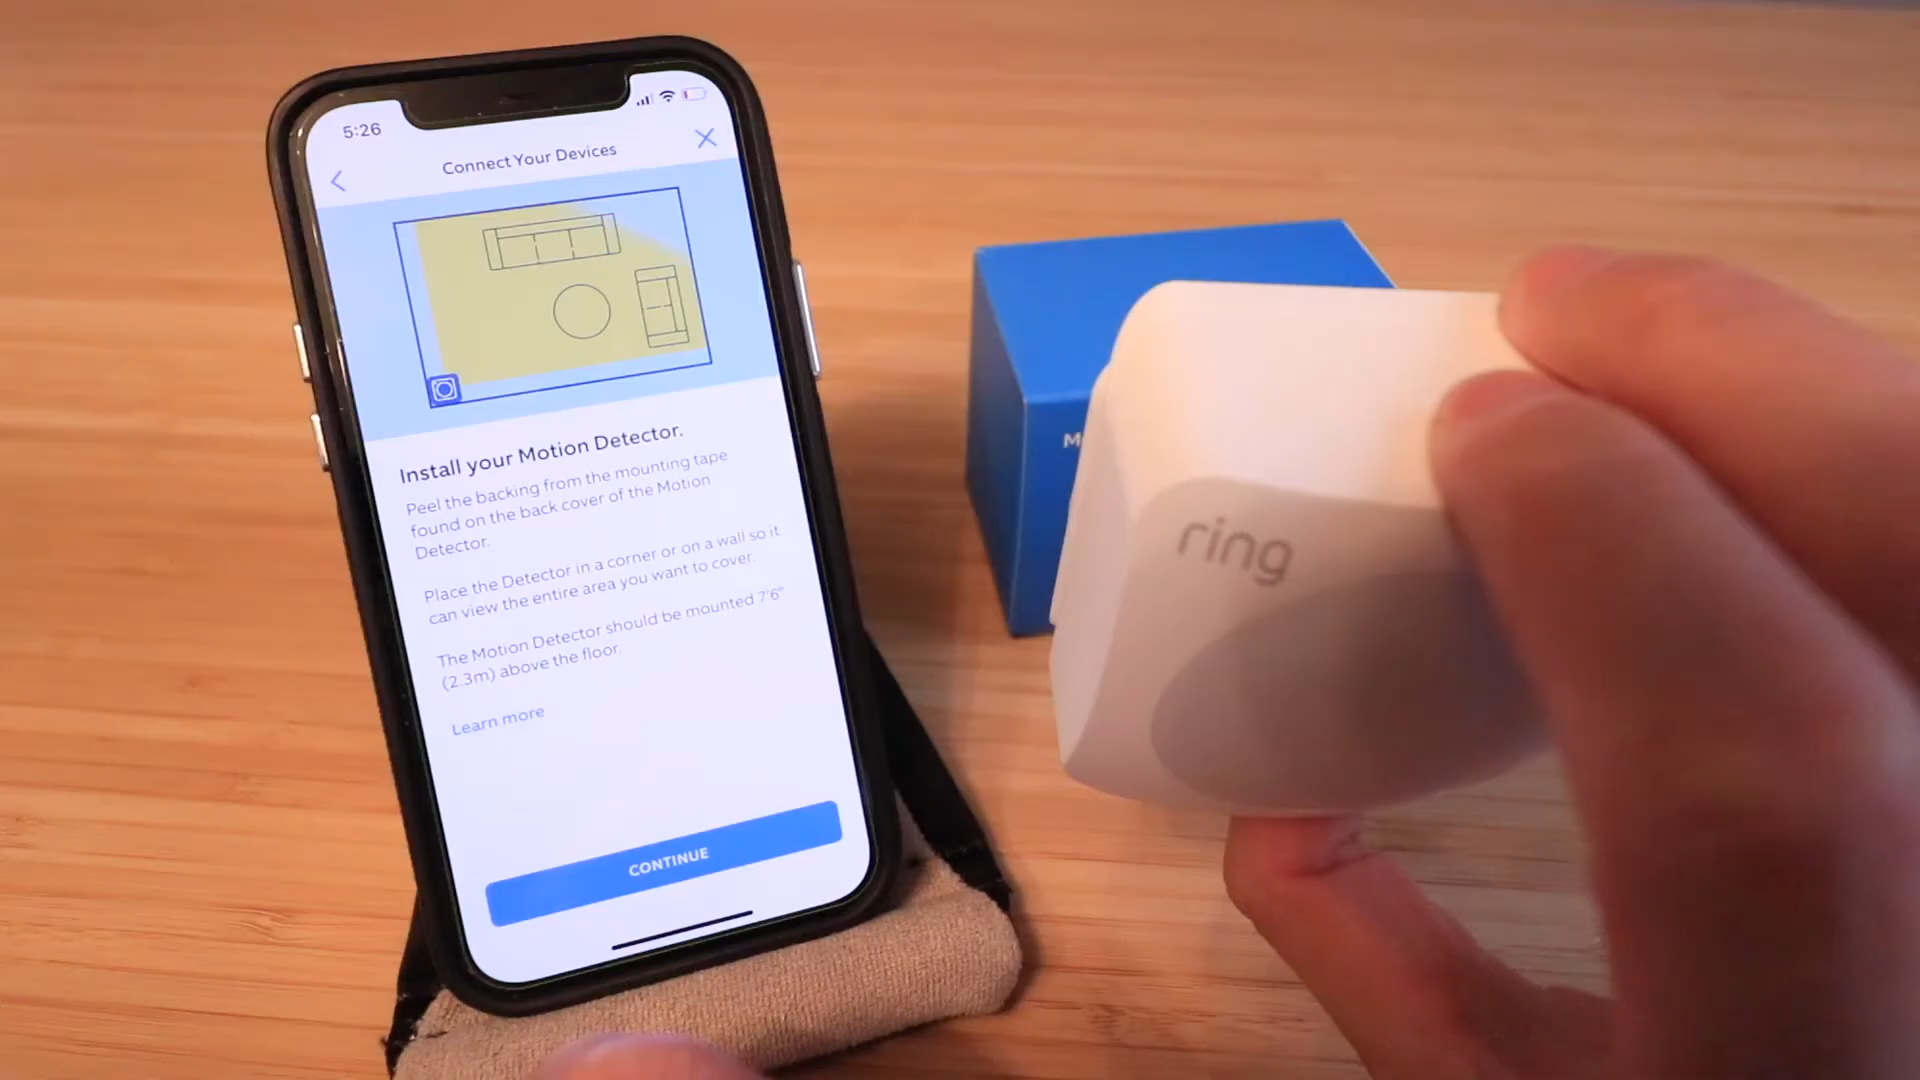 5:26
Connect Your Devices
Install your Motion Detector.
Peel the backing from the mounting tape
found on the back cover of the Motion
Detector.
Place the Detector in a corner or on a wall so it
can view the entire area you want to cover.
The Motion Detector should be mounted 7'6"
(2.3m) above the floor.
Learn more
CONTINUE
ring